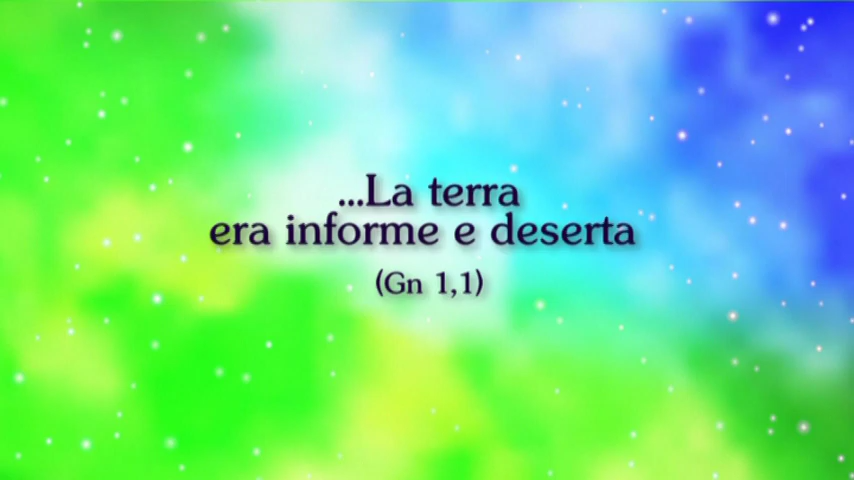 ...La terra
era informe e deserta
(Gn 1,1)